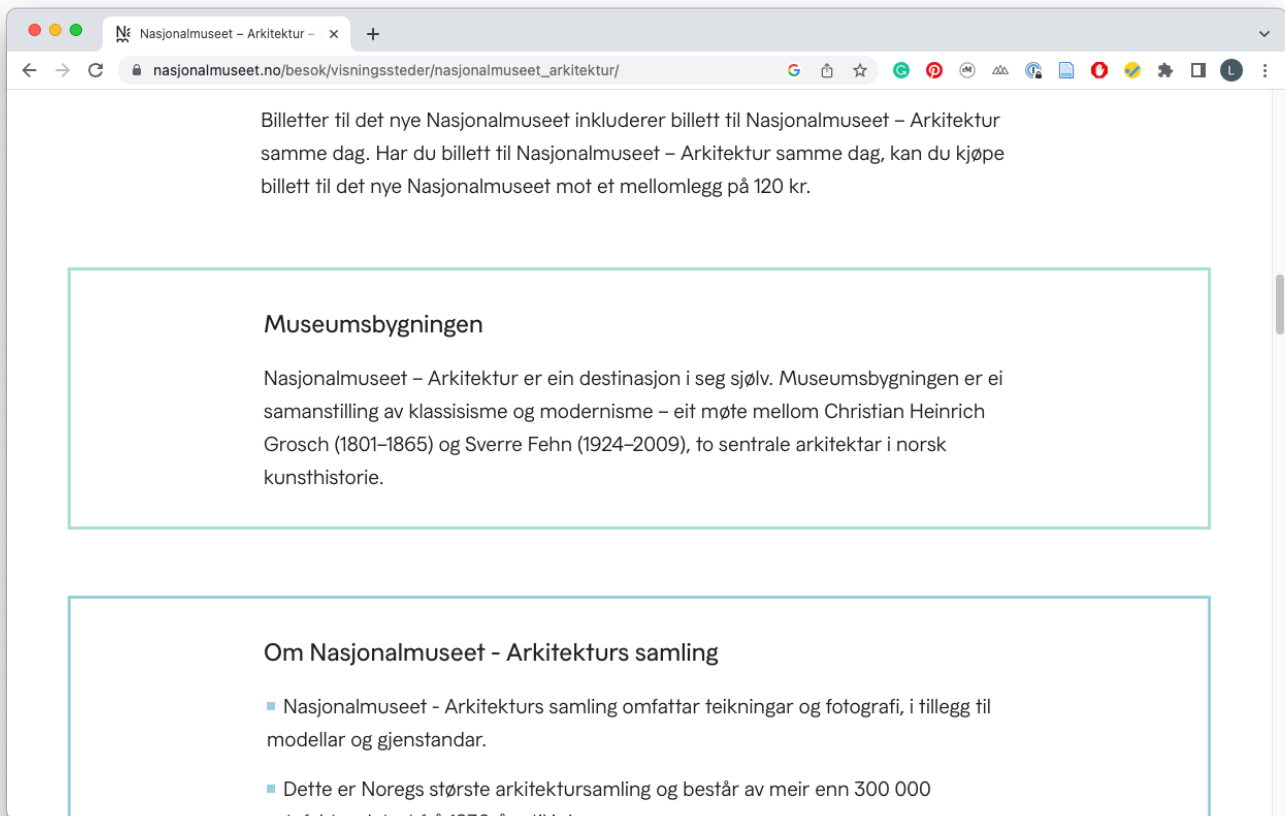 Nasjonalmuseet – Arkitektur –
nasjonalmuseet.no/besok/visningssteder/nasjonalmuseet_arkitektur/
Billetter til det nye Nasjonalmuseet inkluderer billett til Nasjonalmuseet – Arkitektur
samme dag. Har du billett til Nasjonalmuseet – Arkitektur samme dag, kan du kjøpe
billett til det nye Nasjonalmuseet mot et mellomlegg på 120 kr.
Museumsbygningen
Nasjonalmuseet – Arkitektur er ein destinasjon i seg sjølv. Museumsbygningen er ei
samanstilling av klassisisme og modernisme – eit møte mellom Christian Heinrich
Grosch (1801–1865) og Sverre Fehn (1924–2009), to sentrale arkitektar i norsk
kunsthistorie.
Om Nasjonalmuseet - Arkitekturs samling
Nasjonalmuseet - Arkitekturs samling omfattar teikningar og fotografi, i tillegg til
modellar og gjenstandar.
Dette er Noregs største arkitektursamling og består av meir enn 300 000